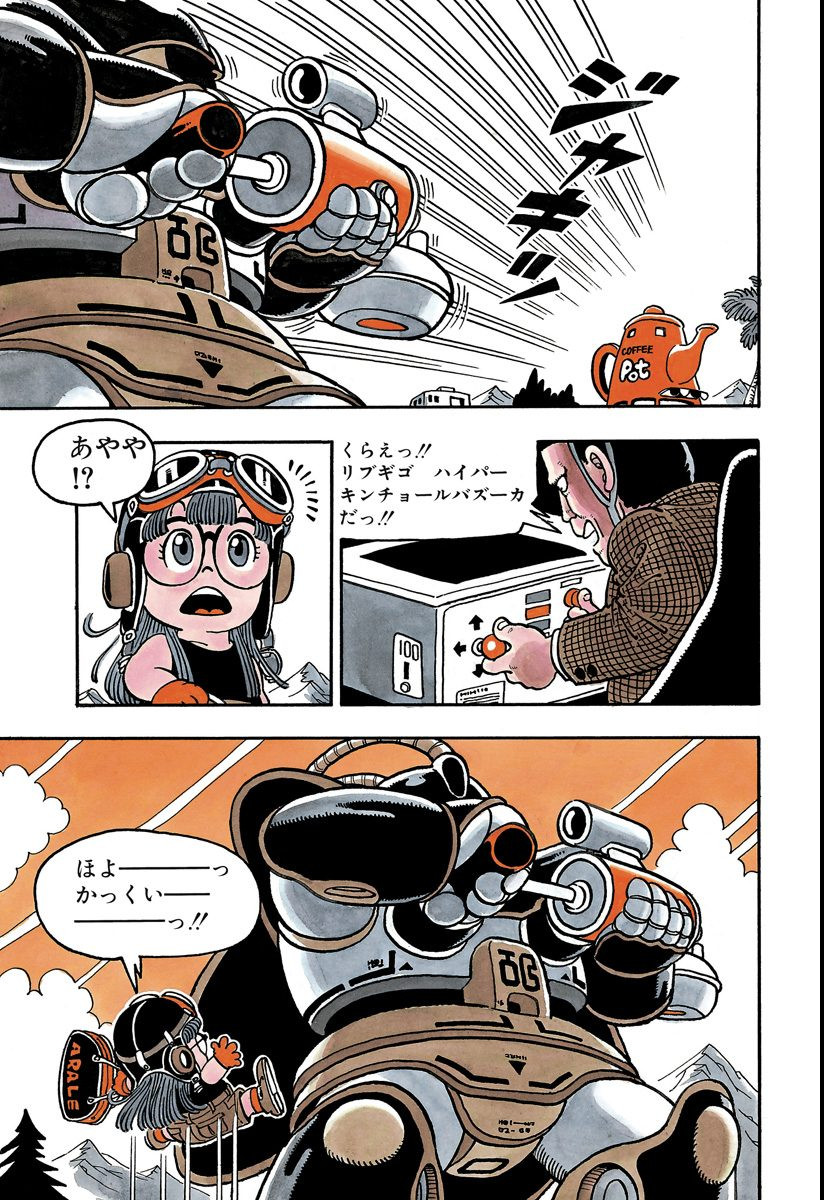 ジャキッ
COFFEE
Pot
くらえっ!!
リブギゴ　ハイパー
キンチョールバズーカ
だっ!!
100
あやや
!?
ほよ————っ
かっくい——
————っ!!
ARALE